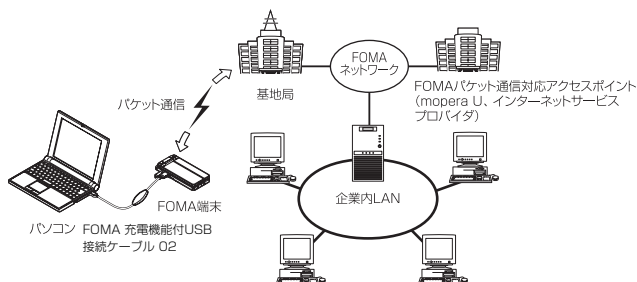 FOMA
ネットワーク
基地局
FOMAパケット通信対応アクセスポイント
(mopera U、インターネットサービス
プロバイダ)
パケット通信
FOMA端末
パソコン
FOMA 充電機能付USB
接続ケーブル 02
企業内LAN